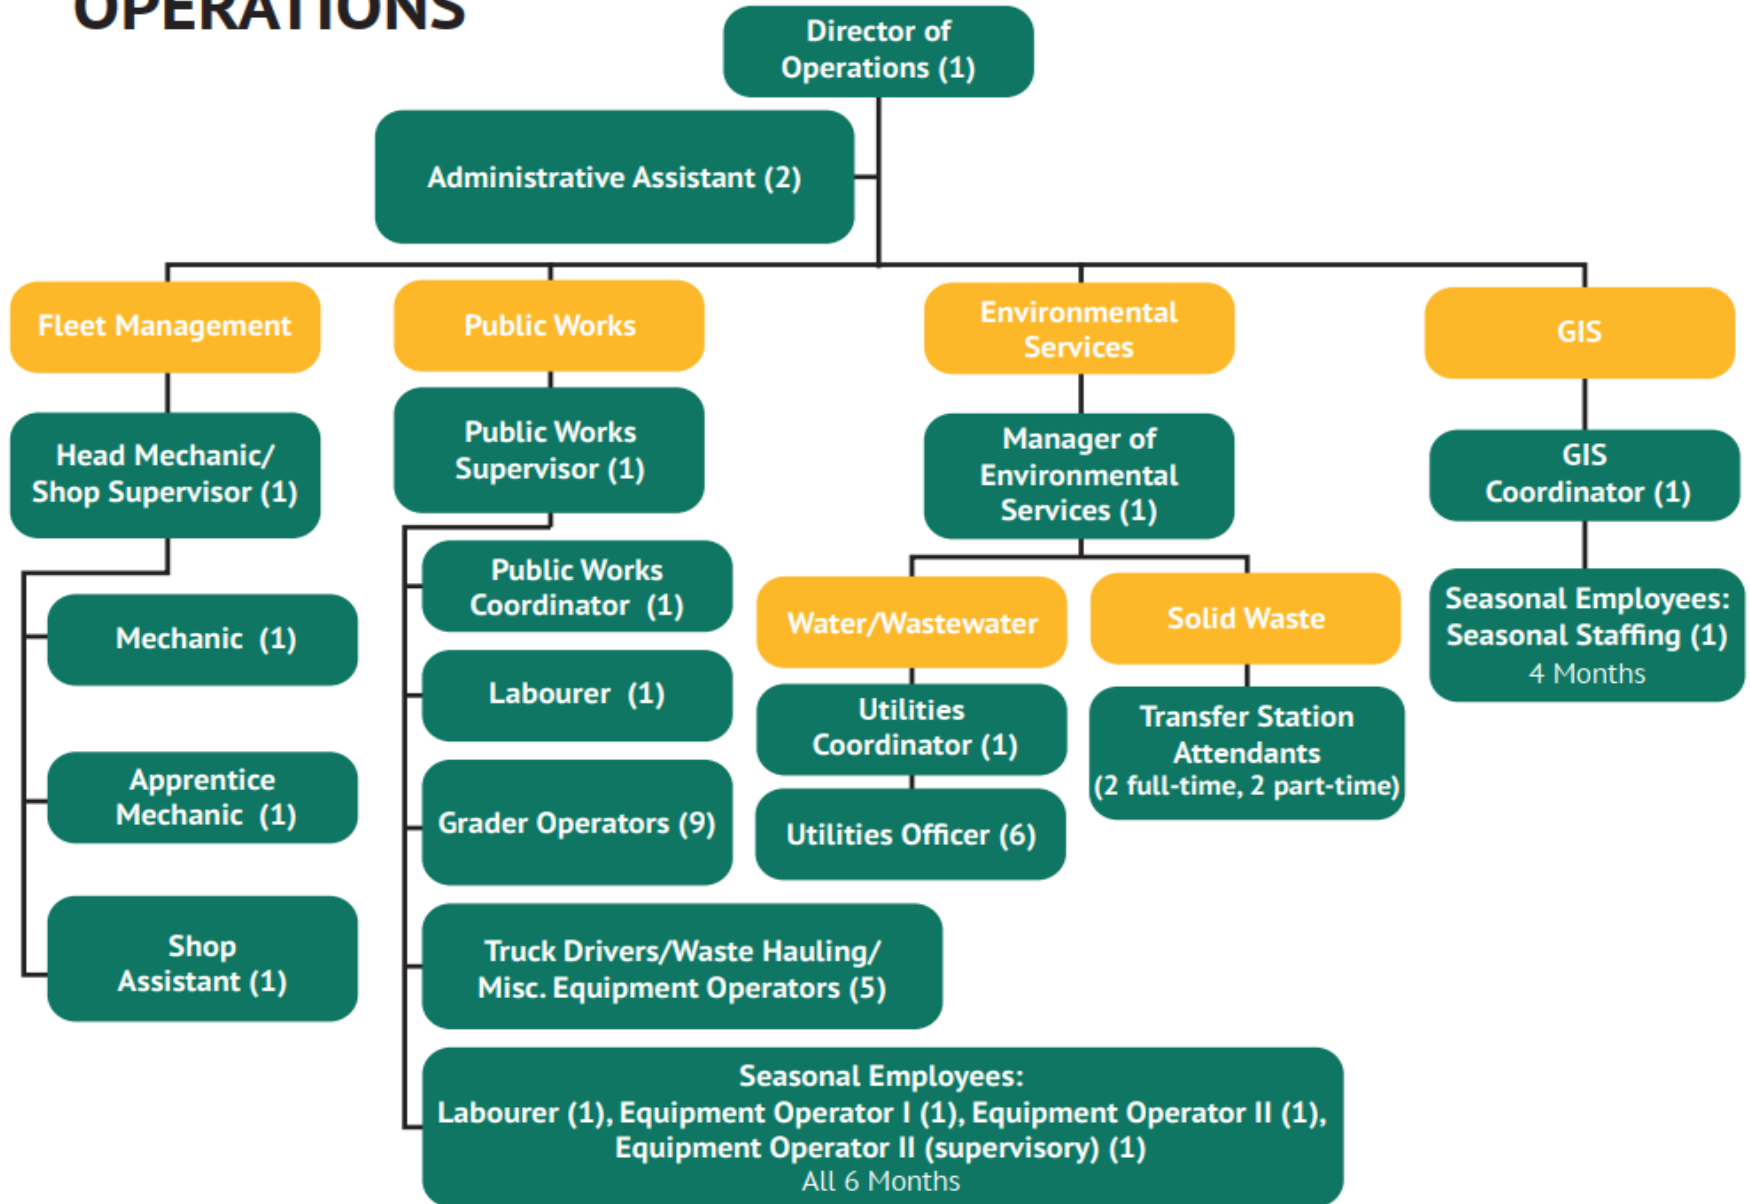 OPERATIONS
Director of
Operations (1)
Administrative Assistant (2)
Fleet Management
Head Mechanic/
Shop Supervisor (1)
Mechanic (1)
Apprentice
Mechanic (1)
Shop
Assistant (1)
Public Works
Public Works
Supervisor (1)
Public Works
Coordinator (1)
Labourer (1)
Grader Operators (9)
Truck Drivers/Waste Hauling/
Misc. Equipment Operators (5)
Seasonal Employees:
Labourer (1), Equipment Operator I (1), Equipment Operator II (1),
Equipment Operator II (supervisory) (1)
All 6 Months
Environmental
Services
Manager of
Environmental
Services (1)
Water/Wastewater
Utilities
Coordinator (1)
Utilities Officer (6)
Solid Waste
Transfer Station
Attendants
(2 full-time, 2 part-time)
GIS
GIS
Coordinator (1)
Seasonal Employees:
Seasonal Staffing (1)
4 Months